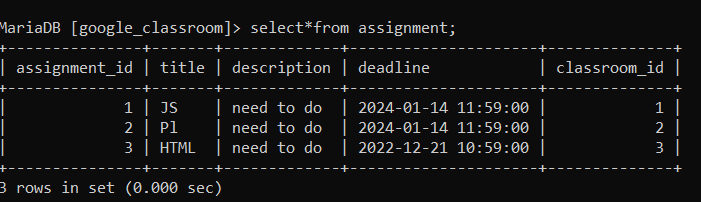 MariaDB [google_classroom]> select*from assignment;
+---------------+-------+-------------+---------------------+--------------+
| assignment_id | title | description | deadline            | classroom_id |
+---------------+-------+-------------+---------------------+--------------+
|             1 | JS    | need to do  | 2024-01-14 11:59:00 |            1 |
|             2 | Pl    | need to do  | 2024-01-14 11:59:00 |            2 |
|             3 | HTML  | need to do  | 2022-12-21 10:59:00 |            3 |
+---------------+-------+-------------+---------------------+--------------+
3 rows in set (0.000 sec)